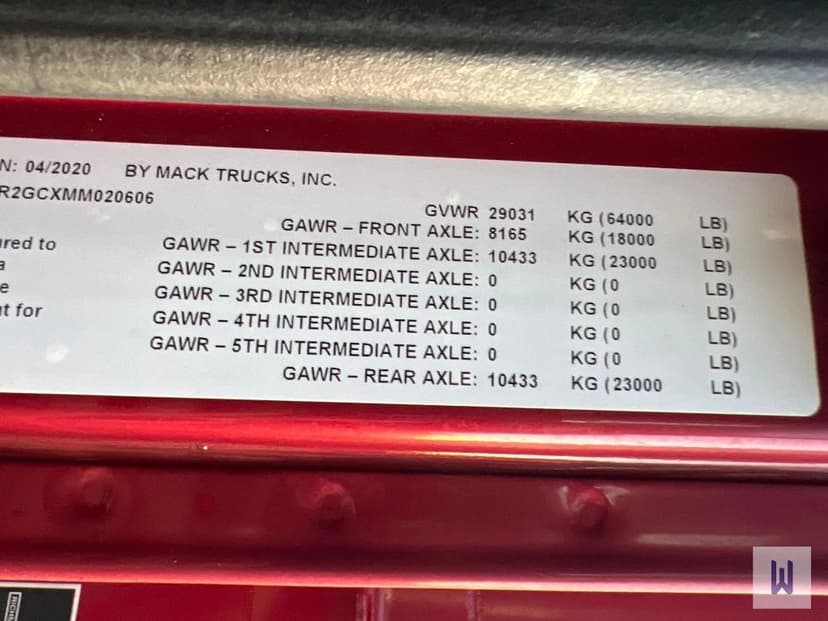 N: 04/2020 BY MACK TRUCKS, INC.
R2GCXMM020606
GVWR 29031 KG (64000 LB)
GAWR – FRONT AXLE: 8165 KG (18000 LB)
ured to
GAWR – 1ST INTERMEDIATE AXLE: 10433 KG (23000 LB)
a
GAWR – 2ND INTERMEDIATE AXLE: 0 KG (0 LB)
e
GAWR – 3RD INTERMEDIATE AXLE: 0 KG (0 LB)
t for
GAWR – 4TH INTERMEDIATE AXLE: 0 KG (0 LB)
GAWR – 5TH INTERMEDIATE AXLE: 0 KG (0 LB)
GAWR – REAR AXLE: 10433 KG (23000 LB)
RICH
W